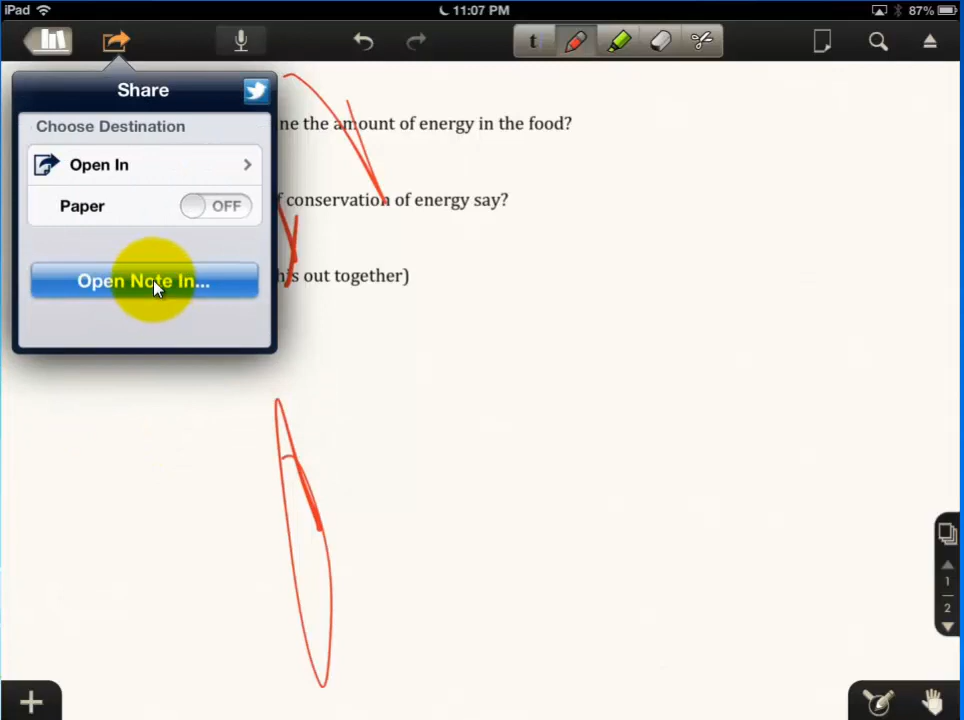 iPad 11:07 PM 87%
t
Share
Choose Destination
Open In
Paper OFF
Open Note In...
ne the amount of energy in the food?
f conservation of energy say?
his out together)
1
2